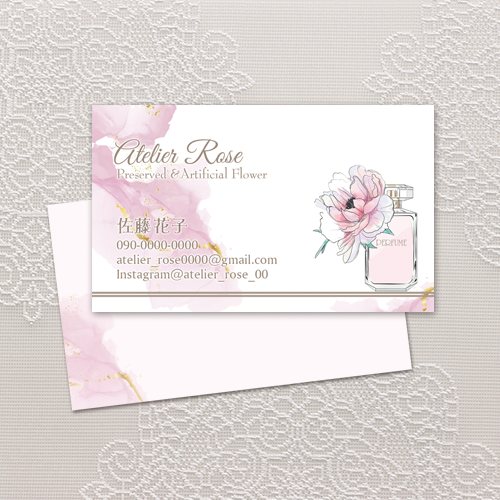 Atelier Rose
Preserved & Artificial Flower
佐藤 花子
090-0000-0000
atelier_rose0000@gmail.com
Instagram@atelier_rose_00
PERFUME